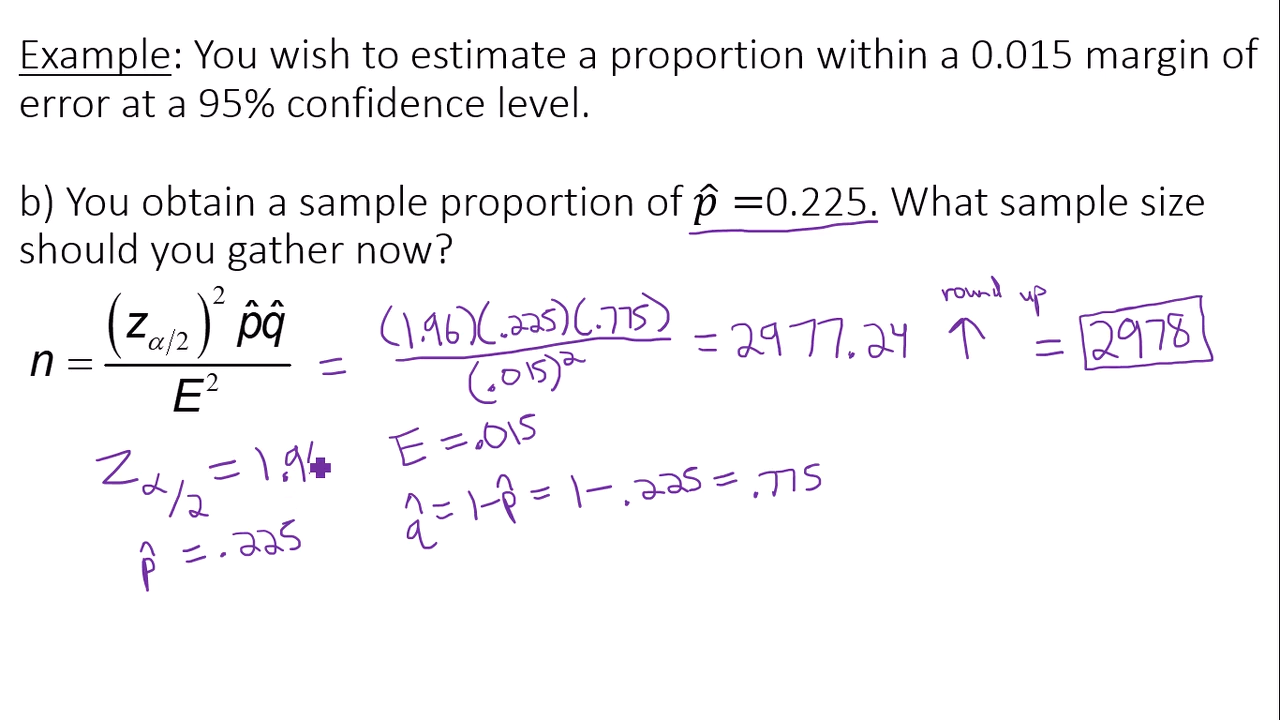 Example: You wish to estimate a proportion within a 0.015 margin of
error at a 95% confidence level.
b) You obtain a sample proportion of p̂ =0.225. What sample size
should you gather now?
round up
n = (z_α/2)² p̂q̂ / E² = (1.96)(.225)(.775) / (.015)² = 2977.24 ↑ = 2978
Z_α/2 = 1.96 E = .015
p̂ = .225 q̂ = 1-p̂ = 1-.225 = .775